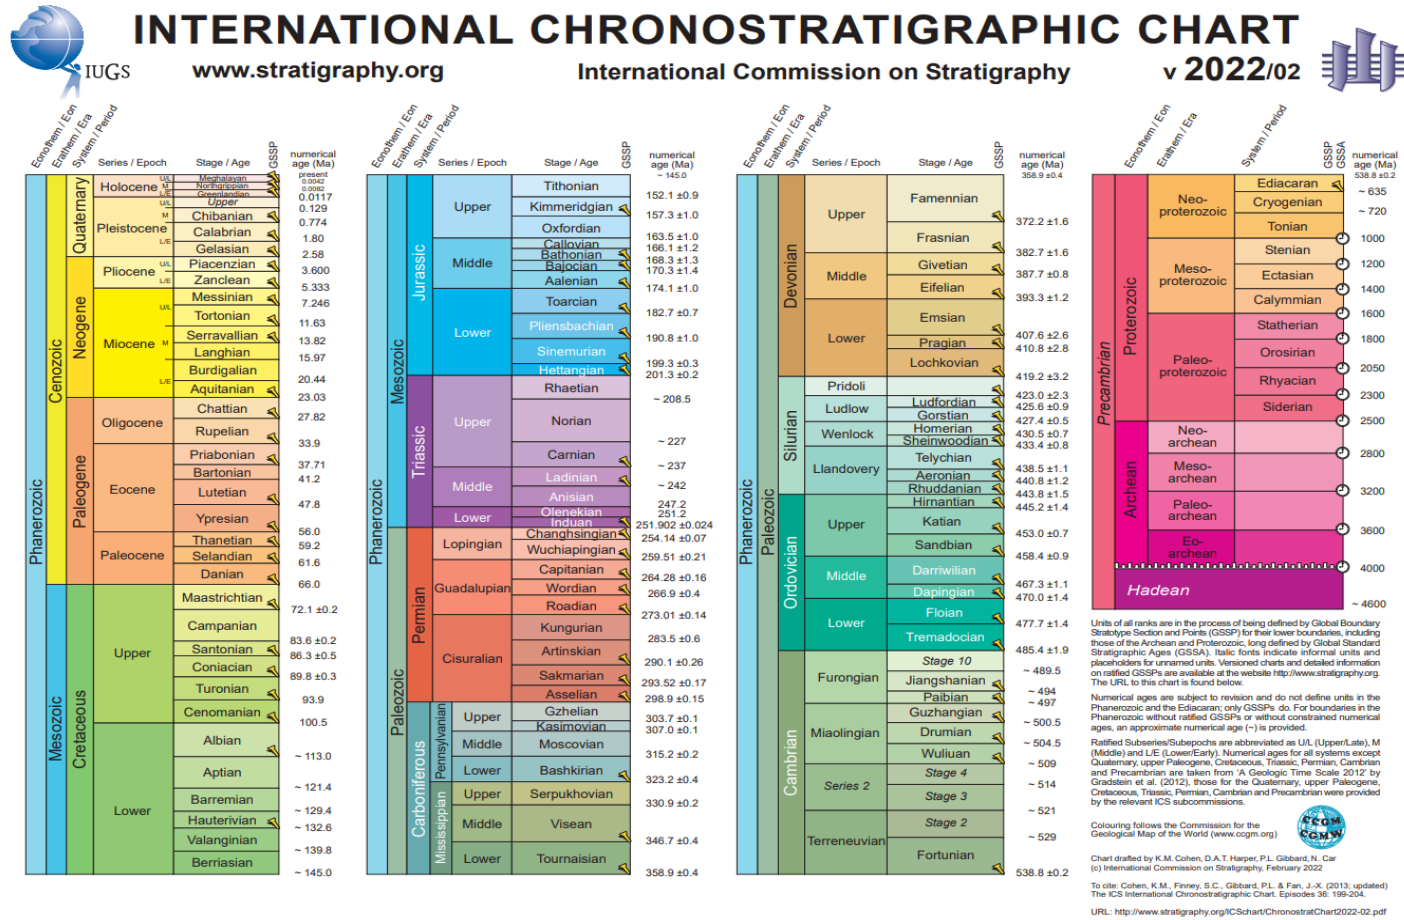 INTERNATIONAL CHRONOSTRATIGRAPHIC CHART
IUGS
www.stratigraphy.org
International Commission on Stratigraphy
v 2022/02
Eonothem / Eon
Erathem / Era
System / Period
Series / Epoch
Stage / Age
GSSP
numerical
age (Ma)
Phanerozoic
Cenozoic
Quaternary
Holocene
U/L
Meghalayan
present
0.0042
M
Northgrippian
0.0082
L/E
Greenlandian
0.0117
Pleistocene
U/L
Upper
0.129
M
Chibanian
0.774
L/E
Calabrian
1.80
Gelasian
2.58
Neogene
Pliocene
U/L
Piacenzian
3.600
L/E
Zanclean
5.333
Miocene
U/L
Messinian
7.246
Tortonian
11.63
M
Serravallian
13.82
Langhian
15.97
L/E
Burdigalian
20.44
Aquitanian
23.03
Paleogene
Oligocene
Chattian
27.82
Rupelian
33.9
Eocene
Priabonian
37.71
Bartonian
41.2
Lutetian
47.8
Ypresian
56.0
Paleocene
Thanetian
59.2
Selandian
61.6
Danian
66.0
Mesozoic
Cretaceous
Upper
Maastrichtian
72.1 ±0.2
Campanian
83.6 ±0.2
Santonian
86.3 ±0.5
Coniacian
89.8 ±0.3
Turonian
93.9
Cenomanian
100.5
Lower
Albian
~ 113.0
Aptian
~ 121.4
Barremian
~ 129.4
Hauterivian
~ 132.6
Valanginian
~ 139.8
Berriasian
~ 145.0
Eonothem / Eon
Erathem / Era
System / Period
Series / Epoch
Stage / Age
GSSP
numerical
age (Ma)
~ 145.0
Phanerozoic
Mesozoic
Jurassic
Upper
Tithonian
152.1 ±0.9
Kimmeridgian
157.3 ±1.0
Oxfordian
163.5 ±1.0
Middle
Callovian
166.1 ±1.2
Bathonian
168.3 ±1.3
Bajocian
170.3 ±1.4
Aalenian
174.1 ±1.0
Lower
Toarcian
182.7 ±0.7
Pliensbachian
190.8 ±1.0
Sinemurian
199.3 ±0.3
Hettangian
201.3 ±0.2
Triassic
Upper
Rhaetian
~ 208.5
Norian
~ 227
Carnian
~ 237
Middle
Ladinian
~ 242
Anisian
247.2
Lower
Olenekian
251.2
Induan
251.902 ±0.024
Paleozoic
Permian
Lopingian
Changhsingian
254.14 ±0.07
Wuchiapingian
259.51 ±0.21
Guadalupian
Capitanian
264.28 ±0.16
Wordian
266.9 ±0.4
Roadian
273.01 ±0.14
Cisuralian
Kungurian
283.5 ±0.6
Artinskian
290.1 ±0.26
Sakmarian
293.52 ±0.17
Asselian
298.9 ±0.15
Carboniferous
Pennsylvanian
Upper
Gzhelian
303.7 ±0.1
Kasimovian
307.0 ±0.1
Middle
Moscovian
315.2 ±0.2
Lower
Bashkirian
323.2 ±0.4
Mississippian
Upper
Serpukhovian
330.9 ±0.2
Middle
Visean
346.7 ±0.4
Lower
Tournaisian
358.9 ±0.4
Eonothem / Eon
Erathem / Era
System / Period
Series / Epoch
Stage / Age
GSSP
numerical
age (Ma)
358.9 ±0.4
Phanerozoic
Paleozoic
Devonian
Upper
Famennian
372.2 ±1.6
Frasnian
382.7 ±1.6
Middle
Givetian
387.7 ±0.8
Eifelian
393.3 ±1.2
Lower
Emsian
407.6 ±2.6
Pragian
410.8 ±2.8
Lochkovian
419.2 ±3.2
Silurian
Pridoli
423.0 ±2.3
Ludlow
Ludfordian
425.6 ±0.9
Gorstian
427.4 ±0.5
Wenlock
Homerian
430.5 ±0.7
Sheinwoodian
433.4 ±0.8
Llandovery
Telychian
438.5 ±1.1
Aeronian
440.8 ±1.2
Rhuddanian
443.8 ±1.5
Ordovician
Upper
Hirnantian
445.2 ±1.4
Katian
453.0 ±0.7
Sandbian
458.4 ±0.9
Middle
Darriwilian
467.3 ±1.1
Dapingian
470.0 ±1.4
Lower
Floian
477.7 ±1.4
Tremadocian
485.4 ±1.9
Cambrian
Furongian
Stage 10
~ 489.5
Jiangshanian
~ 494
Paibian
~ 497
Miaolingian
Guzhangian
~ 500.5
Drumian
~ 504.5
Wuliuan
~ 509
Series 2
Stage 4
~ 514
Stage 3
~ 521
Terreneuvian
Stage 2
~ 529
Fortunian
538.8 ±0.2
Eonothem / Eon
Erathem / Era
System / Period
GSSP
GSSA
numerical
age (Ma)
538.8 ±0.2
Precambrian
Proterozoic
Neo-
proterozoic
Ediacaran
~ 635
Cryogenian
~ 720
Tonian
1000
Meso-
proterozoic
Stenian
1200
Ectasian
1400
Calymmian
1600
Paleo-
proterozoic
Statherian
1800
Orosirian
2050
Rhyacian
2300
Siderian
2500
Archean
Neo-
archean
2800
Meso-
archean
3200
Paleo-
archean
3600
Eo-
archean
4000
Hadean
~ 4600
Units of all ranks are in the process of being defined by Global Boundary
Stratotype Section and Points (GSSP) for their lower boundaries, including
those of the Archean and Proterozoic, long defined by Global Standard
Stratigraphic Ages (GSSA). Italic fonts indicate informal units and
placeholders for unnamed units. Versioned charts and detailed information
on ratified GSSPs are available at the website http://www.stratigraphy.org.
The URL to this chart is found below.
Numerical ages are subject to revision and do not define units in the
Phanerozoic and the Ediacaran; only GSSPs do. For boundaries in the
Phanerozoic without ratified GSSPs or without constrained numerical
ages, an approximate numerical age (~) is provided.
Ratified Subseries/Subepochs are abbreviated as U/L (Upper/Late), M
(Middle) and L/E (Lower/Early). Numerical ages for all systems except
Quaternary, upper Paleogene, Cretaceous, Triassic, Permian, Cambrian
and Precambrian are taken from 'A Geologic Time Scale 2012' by
Gradstein et al. (2012), those for the Quaternary, upper Paleogene,
Cretaceous, Triassic, Permian, Cambrian and Precambrian were provided
by the relevant ICS subcommissions.
Colouring follows the Commission for the
Geological Map of the World (www.ccgm.org)
CCGM
CGMW
Chart drafted by K.M. Cohen, D.A.T. Harper, P.L. Gibbard, N. Car
(c) International Commission on Stratigraphy, February 2022
To cite: Cohen, K.M., Finney, S.C., Gibbard, P.L. & Fan, J.-X. (2013; updated)
The ICS International Chronostratigraphic Chart. Episodes 36: 199-204.
URL: http://www.stratigraphy.org/ICSchart/ChronostratChart2022-02.pdf